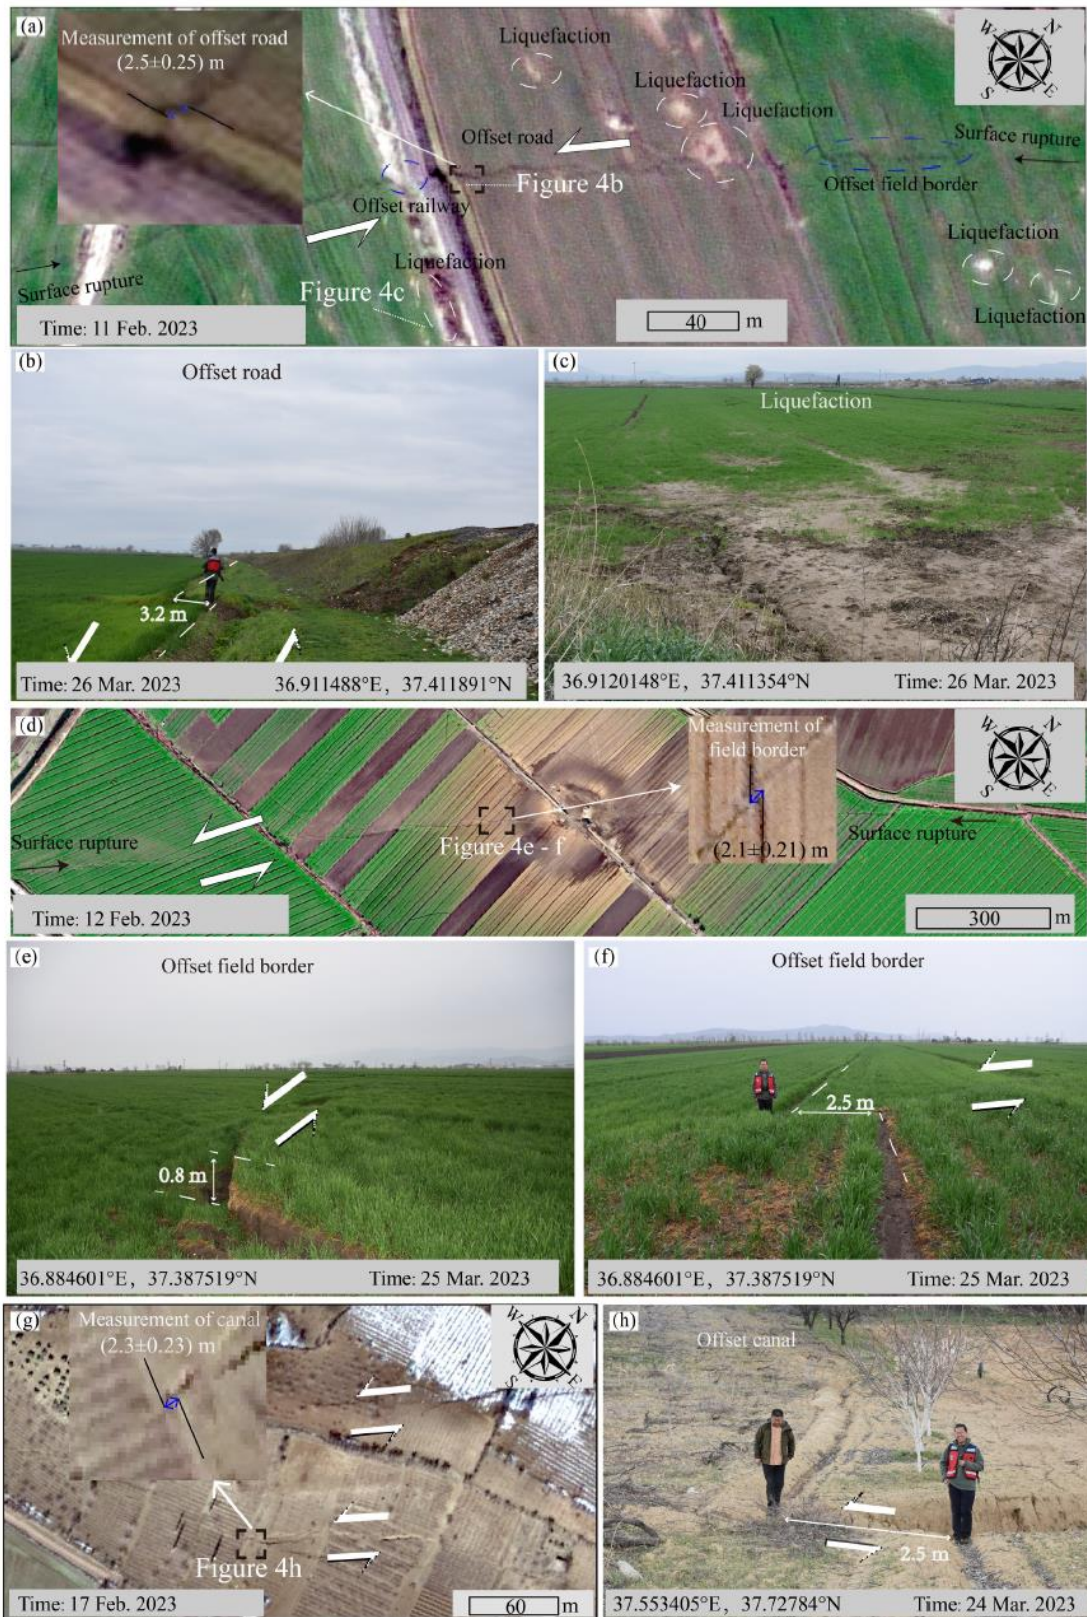 (a)
Measurement of offset road
(2.5±0.25) m
Liquefaction
Liquefaction
Liquefaction
Offset road
Surface rupture
Figure 4b
Offset field border
Offset railway
Liquefaction
Liquefaction
Surface rupture
Figure 4c
Liquefaction
Time: 11 Feb. 2023
40 m
W N
S E
(b)
Offset road
3.2 m
Time: 26 Mar. 2023 36.911488°E, 37.411891°N
(c)
Liquefaction
36.9120148°E, 37.411354°N Time: 26 Mar. 2023
(d)
Measurement of
field border
(2.1±0.21) m
Surface rupture
Surface rupture
Figure 4e - f
Time: 12 Feb. 2023
300 m
W N
S E
(e)
Offset field border
0.8 m
36.884601°E, 37.387519°N Time: 25 Mar. 2023
(f)
Offset field border
2.5 m
36.884601°E, 37.387519°N Time: 25 Mar. 2023
(g)
Measurement of canal
(2.3±0.23) m
Figure 4h
Time: 17 Feb. 2023
60 m
W N
S E
(h)
Offset canal
2.5 m
37.553405°E, 37.72784°N Time: 24 Mar. 2023